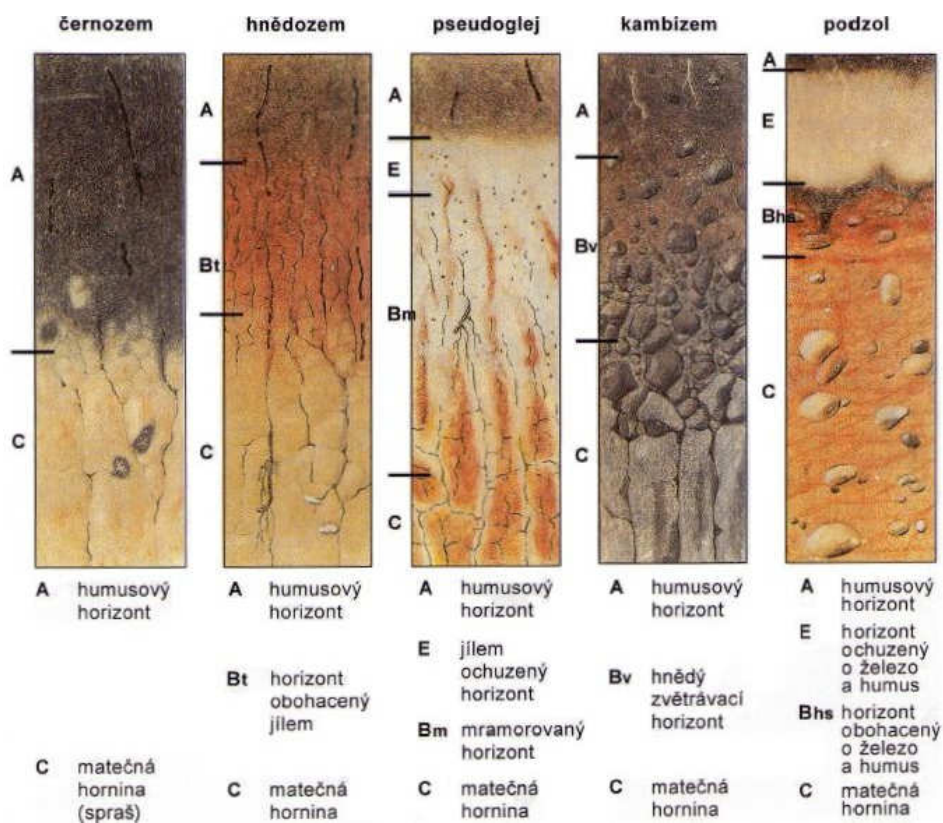 černozem
hnědozem
pseudoglej
kambizem
podzol
A
C
A
Bt
C
A
E
Bm
C
A
Bv
C
A
E
Bhs
C
A humusový
horizont
C matečná
hornina
(spraš)
A humusový
horizont
Bt horizont
obohacený
jílem
C matečná
hornina
A humusový
horizont
E jílem
ochuzený
horizont
Bm mramorovaný
horizont
C matečná
hornina
A humusový
horizont
Bv hnědý
zvětrávací
horizont
C matečná
hornina
A humusový
horizont
E horizont
ochuzený
o železo
a humus
Bhs horizont
obohacený
o železo
a humus
C matečná
hornina